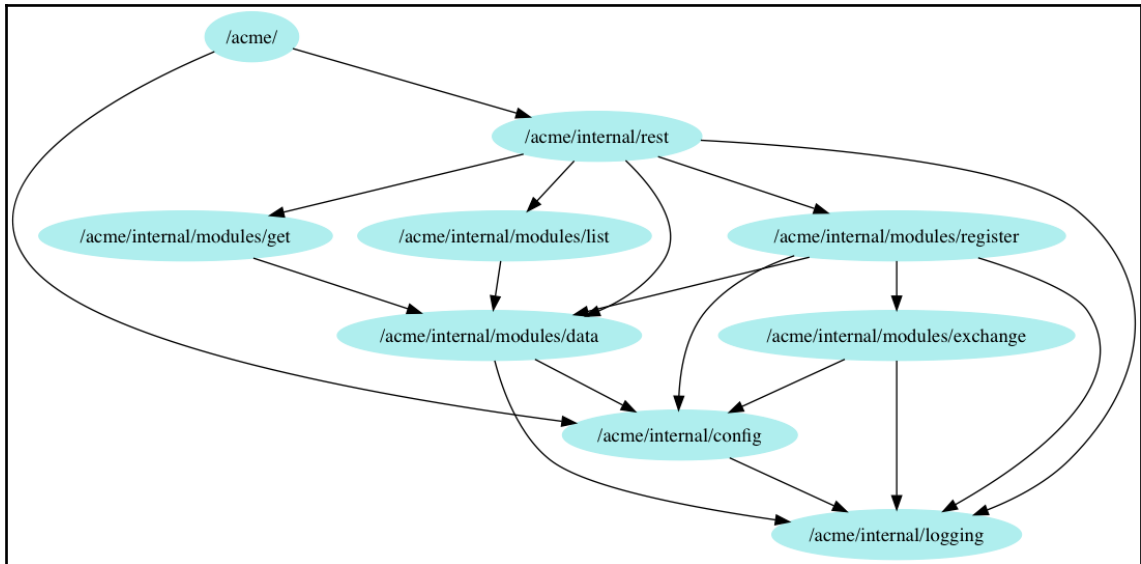 /acme/
/acme/internal/rest
/acme/internal/modules/get
/acme/internal/modules/list
/acme/internal/modules/register
/acme/internal/modules/data
/acme/internal/modules/exchange
/acme/internal/config
/acme/internal/logging